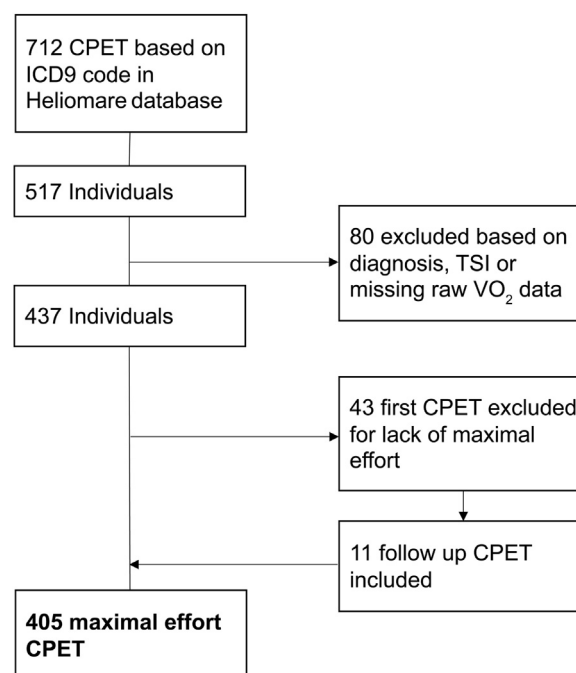 712 CPET based on
ICD9 code in
Heliomare database
517 Individuals
80 excluded based on
diagnosis, TSI or
missing raw VO₂ data
437 Individuals
43 first CPET excluded
for lack of maximal
effort
11 follow up CPET
included
405 maximal effort
CPET